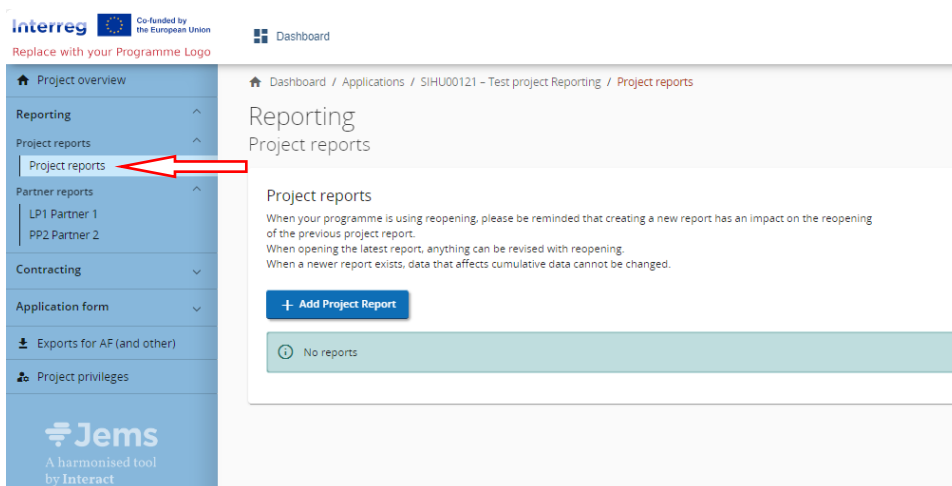 Interreg
Co-funded by
the European Union
Replace with your Programme Logo
Dashboard
Project overview
Reporting
Project reports
Project reports
Partner reports
LP1 Partner 1
PP2 Partner 2
Contracting
Application form
Exports for AF (and other)
Project privileges
Jems
A harmonised tool
by Interact
Dashboard / Applications / SIHU00121 – Test project Reporting / Project reports
Reporting
Project reports
Project reports
When your programme is using reopening, please be reminded that creating a new report has an impact on the reopening
of the previous project report.
When opening the latest report, anything can be revised with reopening.
When a newer report exists, data that affects cumulative data cannot be changed.
+ Add Project Report
No reports